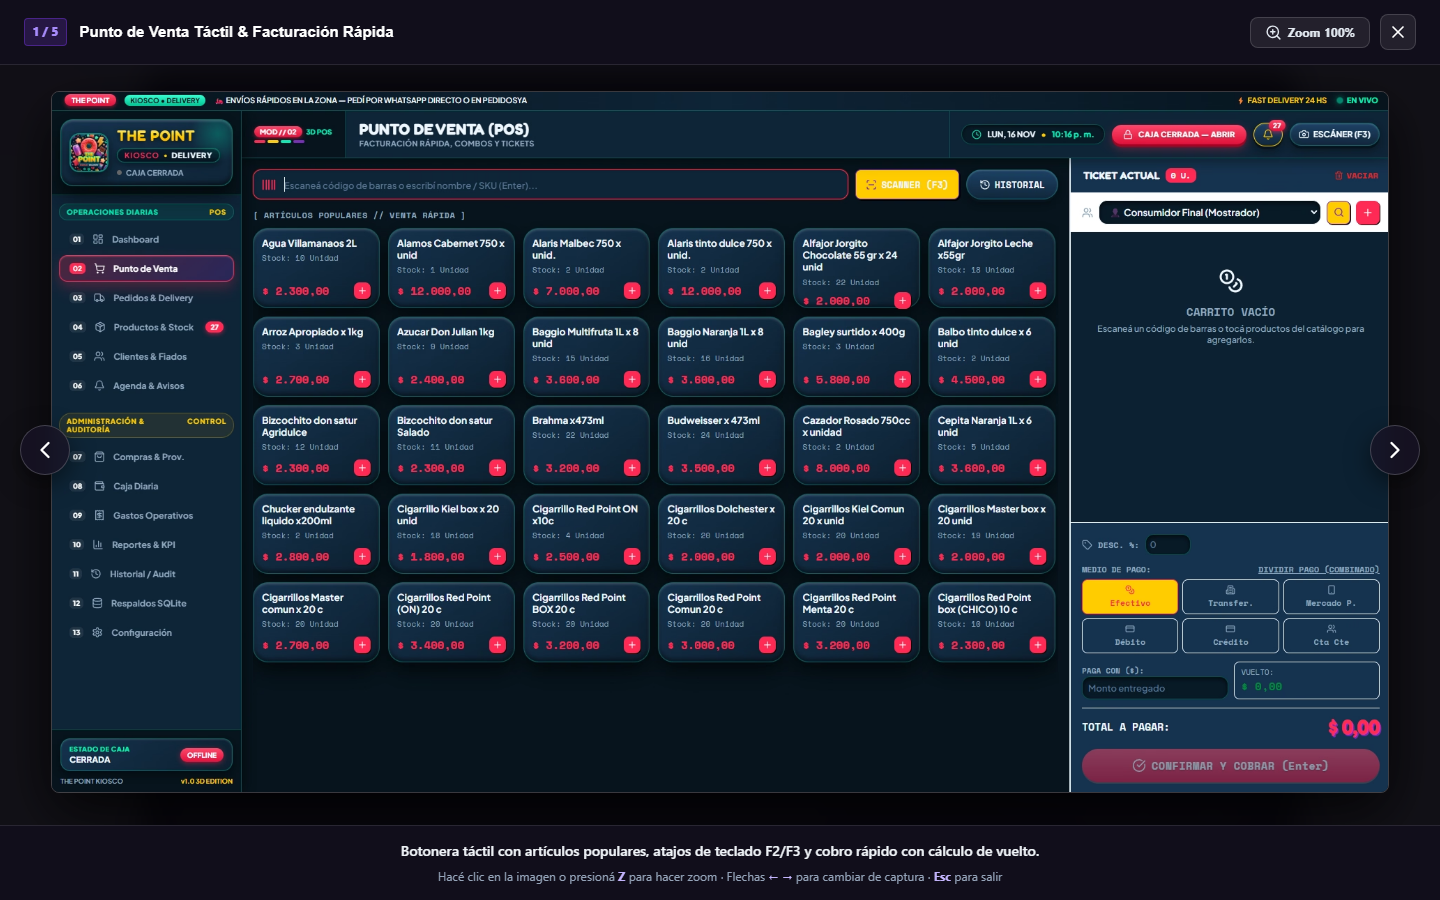 1 / 5
Punto de Venta Táctil & Facturación Rápida
Zoom 100%
THE POINT
KIOSCO • DELIVERY
ENVÍOS RÁPIDOS EN LA ZONA — PEDÍ POR WHATSAPP DIRECTO O EN PEDIDOSYA
FAST DELIVERY 24 HS
EN VIVO
THE POINT
KIOSCO • DELIVERY
CAJA CERRADA
MOD // 02
3D POS
PUNTO DE VENTA (POS)
FACTURACIÓN RÁPIDA, COMBOS Y TICKETS
LUN, 16 NOV • 10:16 p. m.
CAJA CERRADA — ABRIR
27
ESCÁNER (F3)
OPERACIONES DIARIAS POS
01 Dashboard
02 Punto de Venta
03 Pedidos & Delivery
04 Productos & Stock 27
05 Clientes & Fiados
06 Agenda & Avisos
ADMINISTRACIÓN & AUDITORÍA CONTROL
07 Compras & Prov.
08 Caja Diaria
09 Gastos Operativos
10 Reportes & KPI
11 Historial / Audit
12 Respaldos SQLite
13 Configuración
ESTADO DE CAJA
CERRADA
OFFLINE
THE POINT KIOSCO
v1.0 3D EDITION
Escaneá código de barras o escribí nombre / SKU (Enter)...
SCANNER (F3)
HISTORIAL
[ ARTÍCULOS POPULARES // VENTA RÁPIDA ]
Agua Villamanaos 2L
Stock: 10 Unidad
$ 2.300,00 +
Alamos Cabernet 750 x
unid
Stock: 1 Unidad
$ 12.000,00 +
Alaris Malbec 750 x
unid.
Stock: 2 Unidad
$ 7.000,00 +
Alaris tinto dulce 750 x
unid.
Stock: 2 Unidad
$ 12.000,00 +
Alfajor Jorgito
Chocolate 55 gr x 24
unid
Stock: 22 Unidad
$ 2.000,00 +
Alfajor Jorgito Leche
x55gr
Stock: 18 Unidad
$ 2.000,00 +
Arroz Apropiado x 1kg
Stock: 3 Unidad
$ 2.700,00 +
Azucar Don Julian 1kg
Stock: 9 Unidad
$ 2.400,00 +
Baggio Multifruta 1L x 8
unid
Stock: 15 Unidad
$ 3.600,00 +
Baggio Naranja 1L x 8
unid
Stock: 16 Unidad
$ 3.600,00 +
Bagley surtido x 400g
Stock: 3 Unidad
$ 5.800,00 +
Balbo tinto dulce x 6
unid
Stock: 2 Unidad
$ 4.500,00 +
Bizcochito don satur
Agridulce
Stock: 12 Unidad
$ 2.300,00 +
Bizcochito don satur
Salado
Stock: 11 Unidad
$ 2.300,00 +
Brahma x473ml
Stock: 22 Unidad
$ 3.200,00 +
Budweisser x 473ml
Stock: 24 Unidad
$ 3.500,00 +
Cazador Rosado 750cc
x unidad
Stock: 2 Unidad
$ 8.000,00 +
Cepita Naranja 1L x 6
unid
Stock: 5 Unidad
$ 3.600,00 +
Chucker endulzante
liquido x200ml
Stock: 2 Unidad
$ 2.800,00 +
Cigarrillo Kiel box x 20
unid
Stock: 18 Unidad
$ 1.800,00 +
Cigarrillo Red Point ON
x10c
Stock: 4 Unidad
$ 2.500,00 +
Cigarrillos Dolchester x
20 c
Stock: 20 Unidad
$ 2.000,00 +
Cigarrillos Kiel Comun
20 x unid
Stock: 20 Unidad
$ 2.000,00 +
Cigarrillos Master box x
20 unid
Stock: 10 Unidad
$ 2.000,00 +
Cigarrillos Master
comun x 20 c
Stock: 20 Unidad
$ 2.700,00 +
Cigarrillos Red Point
(ON) 20 c
Stock: 20 Unidad
$ 3.400,00 +
Cigarrillos Red Point
BOX 20 c
Stock: 20 Unidad
$ 3.200,00 +
Cigarrillos Red Point
Comun 20 c
Stock: 20 Unidad
$ 3.000,00 +
Cigarrillos Red Point
Menta 20 c
Stock: 20 Unidad
$ 3.200,00 +
Cigarrillos Red Point
box (CHICO) 10 c
Stock: 10 Unidad
$ 2.300,00 +
TICKET ACTUAL 0 U.
VACIAR
Consumidor Final (Mostrador)
CARRITO VACÍO
Escaneá un código de barras o tocá productos del catálogo para
agregarlos.
DESC. %: 0
MEDIO DE PAGO:
DIVIDIR PAGO (COMBINADO)
Efectivo
Transfer.
Mercado P.
Débito
Crédito
Cta Cte
PAGA CON ($):
Monto entregado
VUELTO:
$ 0,00
TOTAL A PAGAR: $ 0,00
CONFIRMAR Y COBRAR (Enter)
Botonera táctil con artículos populares, atajos de teclado F2/F3 y cobro rápido con cálculo de vuelto.
Hacé clic en la imagen o presioná Z para hacer zoom · Flechas ← → para cambiar de captura · Esc para salir